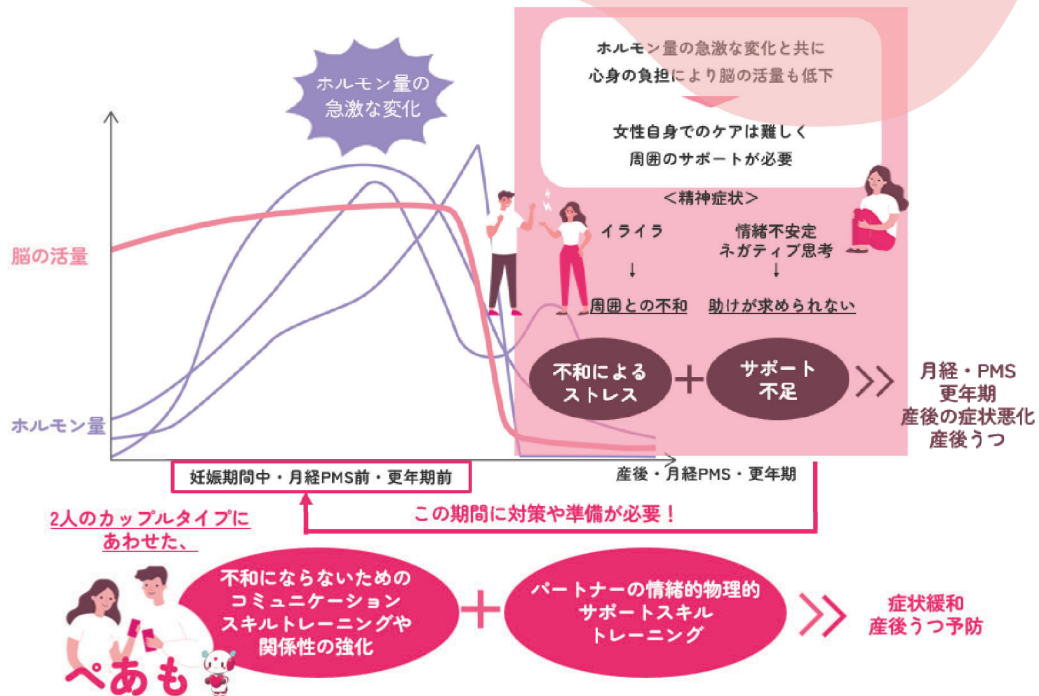 ホルモン量の
急激な変化
ホルモン量の急激な変化と共に
心身の負担により脳の活量も低下
女性自身でのケアは難しく
周囲のサポートが必要
<精神症状>
イライラ
↓
周囲との不和
情緒不安定
ネガティブ思考
↓
助けが求められない
脳の活量
ホルモン量
不和による
ストレス
+
サポート
不足
月経・PMS
更年期
産後の症状悪化
産後うつ
妊娠期間中・月経PMS前・更年期前
産後・月経PMS・更年期
この期間に対策や準備が必要!
2人のカップルタイプに
あわせた、
不和にならないための
コミュニケーション
スキルトレーニングや
関係性の強化
+
パートナーの情緒的物理的
サポートスキル
トレーニング
症状緩和
産後うつ予防
ぺあも